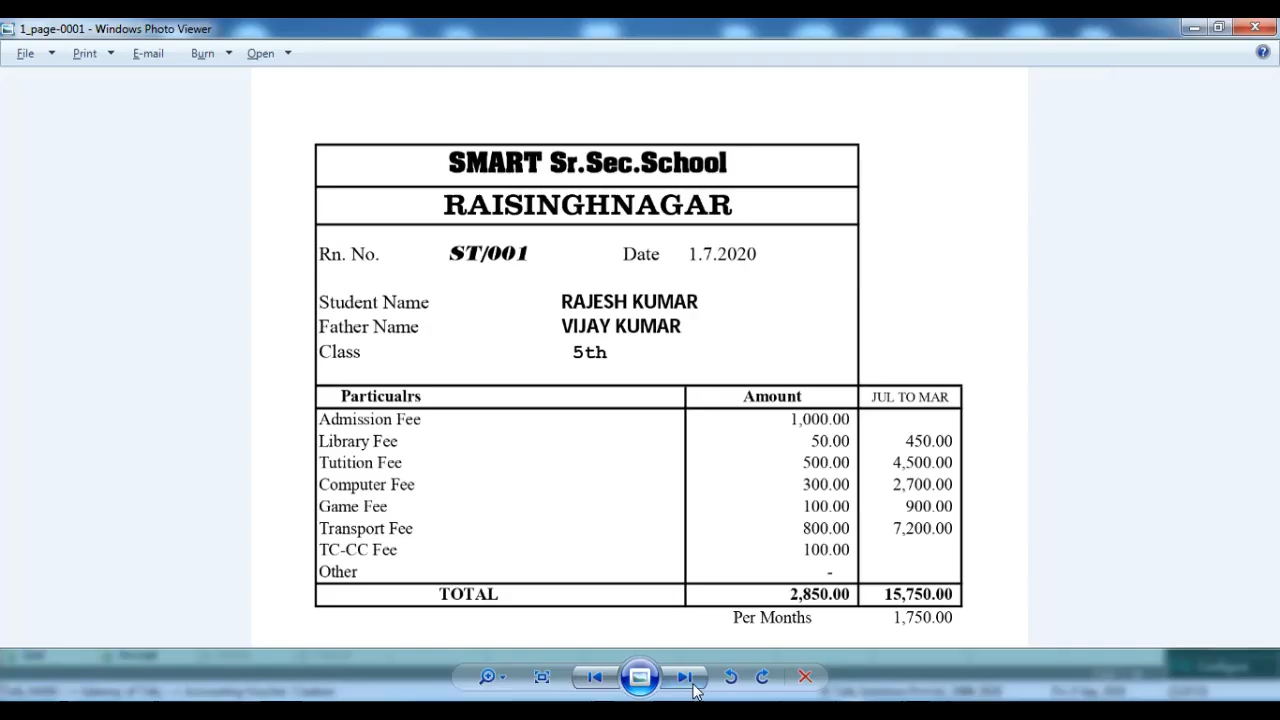 1_page-0001 - Windows Photo Viewer
File Print E-mail Burn Open
SMART Sr.Sec.School
RAISINGHNAGAR
Rn. No. ST/001 Date 1.7.2020
Student Name RAJESH KUMAR
Father Name VIJAY KUMAR
Class 5th
Particualrs Amount JUL TO MAR
Admission Fee 1,000.00
Library Fee 50.00 450.00
Tutition Fee 500.00 4,500.00
Computer Fee 300.00 2,700.00
Game Fee 100.00 900.00
Transport Fee 800.00 7,200.00
TC-CC Fee 100.00
Other -
TOTAL 2,850.00 15,750.00
Per Months 1,750.00